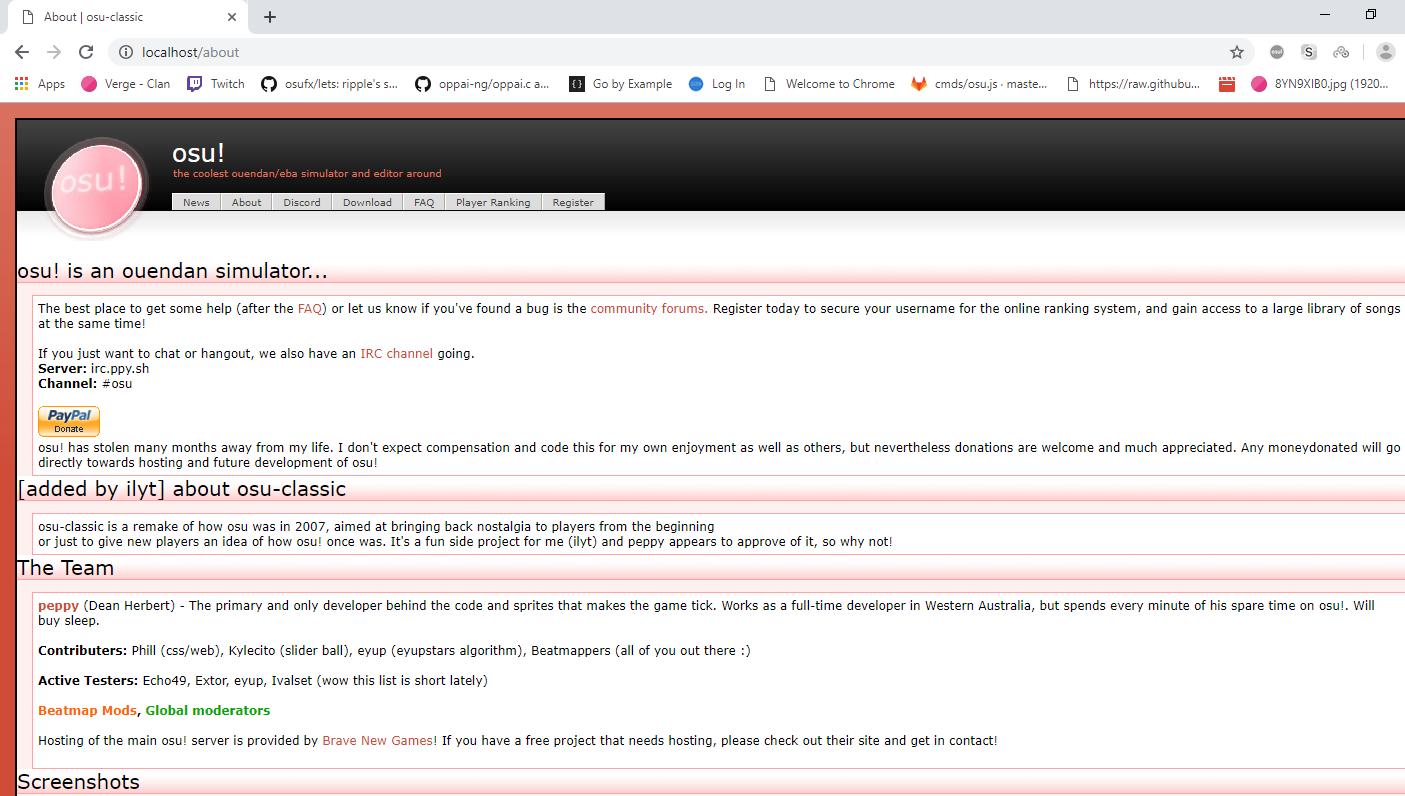 About | osu-classic
localhost/about
Apps Verge - Clan Twitch osufx/lets: ripple's s... oppai-ng/oppai.c a... Go by Example Log In Welcome to Chrome cmds/osu.js · maste... https://raw.githubu... 8YN9XIB0.jpg (1920...
osu!
osu!
the coolest ouendan/eba simulator and editor around
News About Discord Download FAQ Player Ranking Register
osu! is an ouendan simulator...
The best place to get some help (after the FAQ) or let us know if you've found a bug is the community forums. Register today to secure your username for the online ranking system, and gain access to a large library of songs
at the same time!
If you just want to chat or hangout, we also have an IRC channel going.
Server: irc.ppy.sh
Channel: #osu
PayPal
Donate
osu! has stolen many months away from my life. I don't expect compensation and code this for my own enjoyment as well as others, but nevertheless donations are welcome and much appreciated. Any moneydonated will go
directly towards hosting and future development of osu!
[added by ilyt] about osu-classic
osu-classic is a remake of how osu was in 2007, aimed at bringing back nostalgia to players from the beginning
or just to give new players an idea of how osu! once was. It's a fun side project for me (ilyt) and peppy appears to approve of it, so why not!
The Team
peppy (Dean Herbert) - The primary and only developer behind the code and sprites that makes the game tick. Works as a full-time developer in Western Australia, but spends every minute of his spare time on osu!. Will
buy sleep.
Contributers: Phill (css/web), Kylecito (slider ball), eyup (eyupstars algorithm), Beatmappers (all of you out there :)
Active Testers: Echo49, Extor, eyup, Ivalset (wow this list is short lately)
Beatmap Mods, Global moderators
Hosting of the main osu! server is provided by Brave New Games! If you have a free project that needs hosting, please check out their site and get in contact!
Screenshots